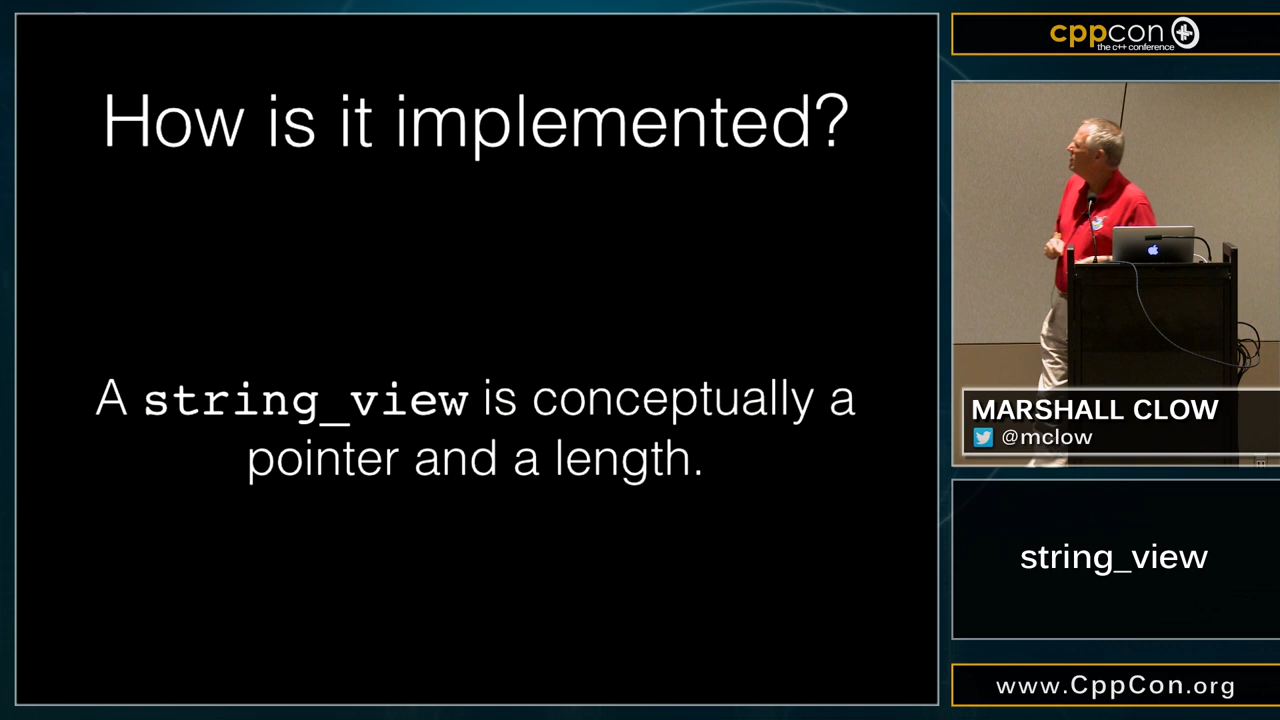 How is it implemented?
A string_view is conceptually a
pointer and a length.
cppcon
the c++ conference
MARSHALL CLOW
@mclow
string_view
www.CppCon.org